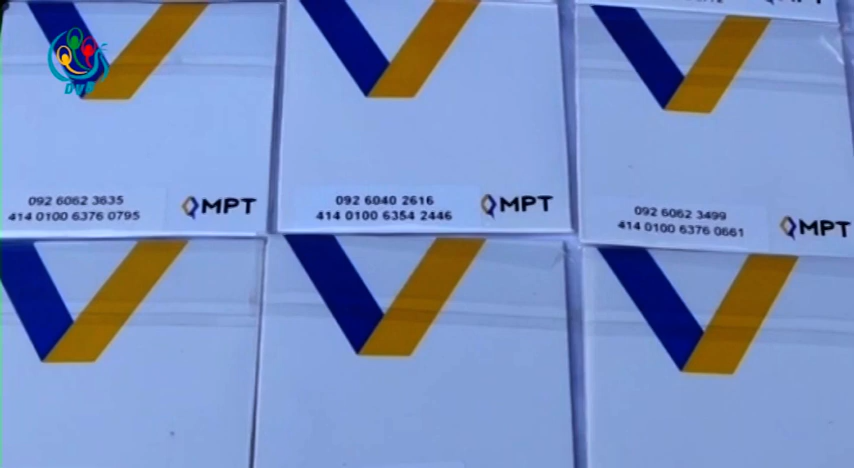 DVB
092 6062 3635
414 0100 6376 0795
MPT
092 6040 2616
414 0100 6354 2446
MPT
092 6062 3499
414 0100 6376 0661
MPT